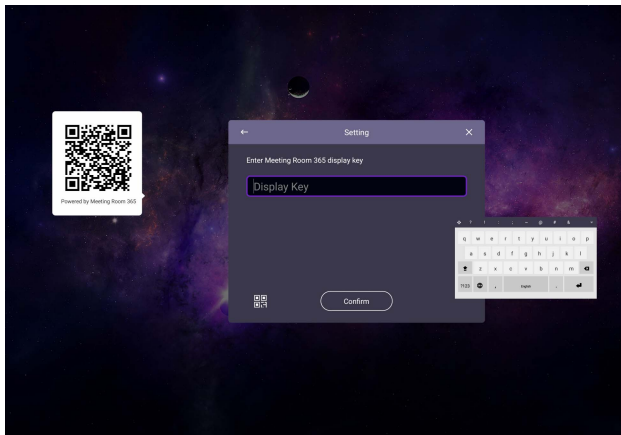 Setting
Enter Meeting Room 365 display key
Display Key
Powered by Meeting Room 365
Confirm
? ! : ; ~ @ # &
q w e r t y u i o p
a s d f g h j k l
z x c v b n m
?123 , English .